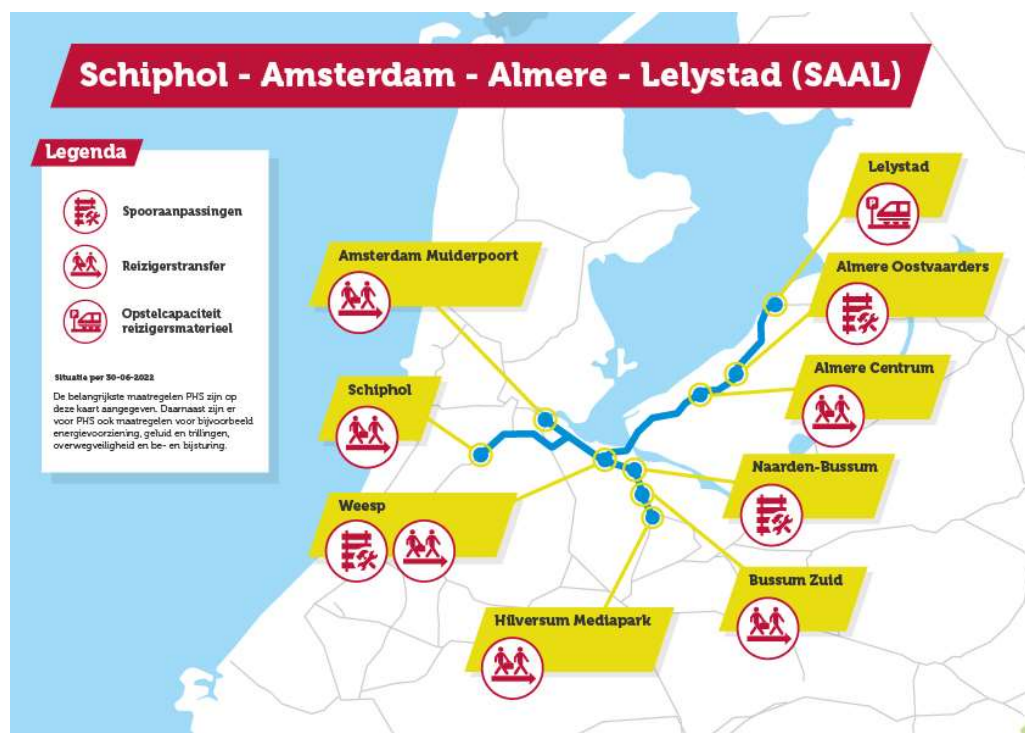 Schiphol - Amsterdam - Almere - Lelystad (SAAL)
Legenda
Spooraanpassingen
Reizigerstransfer
Opstelcapaciteit
reizigersmaterieel
Situatie per 30-06-2022
De belangrijkste maatregelen PHS zijn op
deze kaart aangegeven. Daarnaast zijn er
voor PHS ook maatregelen voor bijvoorbeeld
energievoorziening, geluid en trillingen,
overwegveiligheid en be- en bijsturing.
Lelystad
P
Amsterdam Muiderpoort
Almere Oostvaarders
Schiphol
Almere Centrum
Naarden-Bussum
Weesp
Bussum Zuid
Hilversum Mediapark